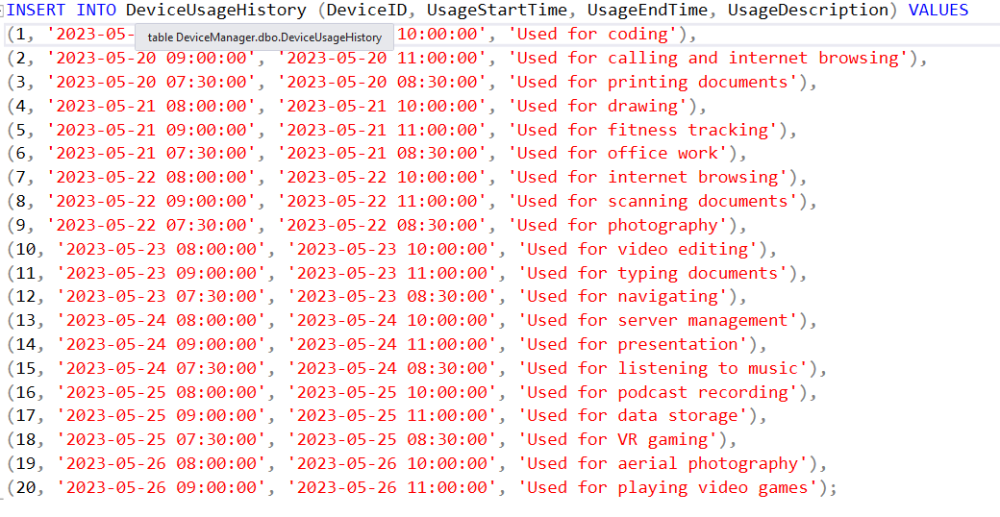 INSERT INTO DeviceUsageHistory (DeviceID, UsageStartTime, UsageEndTime, UsageDescription) VALUES
(1, '2023-05- table DeviceManager.dbo.DeviceUsageHistory 10:00:00', 'Used for coding'),
(2, '2023-05-20 09:00:00', '2023-05-20 11:00:00', 'Used for calling and internet browsing'),
(3, '2023-05-20 07:30:00', '2023-05-20 08:30:00', 'Used for printing documents'),
(4, '2023-05-21 08:00:00', '2023-05-21 10:00:00', 'Used for drawing'),
(5, '2023-05-21 09:00:00', '2023-05-21 11:00:00', 'Used for fitness tracking'),
(6, '2023-05-21 07:30:00', '2023-05-21 08:30:00', 'Used for office work'),
(7, '2023-05-22 08:00:00', '2023-05-22 10:00:00', 'Used for internet browsing'),
(8, '2023-05-22 09:00:00', '2023-05-22 11:00:00', 'Used for scanning documents'),
(9, '2023-05-22 07:30:00', '2023-05-22 08:30:00', 'Used for photography'),
(10, '2023-05-23 08:00:00', '2023-05-23 10:00:00', 'Used for video editing'),
(11, '2023-05-23 09:00:00', '2023-05-23 11:00:00', 'Used for typing documents'),
(12, '2023-05-23 07:30:00', '2023-05-23 08:30:00', 'Used for navigating'),
(13, '2023-05-24 08:00:00', '2023-05-24 10:00:00', 'Used for server management'),
(14, '2023-05-24 09:00:00', '2023-05-24 11:00:00', 'Used for presentation'),
(15, '2023-05-24 07:30:00', '2023-05-24 08:30:00', 'Used for listening to music'),
(16, '2023-05-25 08:00:00', '2023-05-25 10:00:00', 'Used for podcast recording'),
(17, '2023-05-25 09:00:00', '2023-05-25 11:00:00', 'Used for data storage'),
(18, '2023-05-25 07:30:00', '2023-05-25 08:30:00', 'Used for VR gaming'),
(19, '2023-05-26 08:00:00', '2023-05-26 10:00:00', 'Used for aerial photography'),
(20, '2023-05-26 09:00:00', '2023-05-26 11:00:00', 'Used for playing video games');